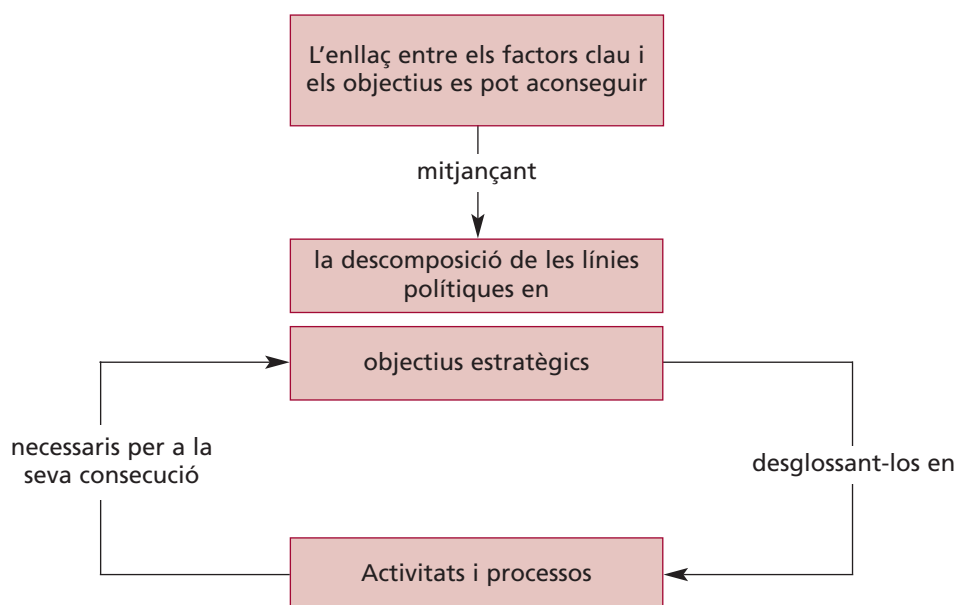 L'enllaç entre els factors clau i
els objectius es pot aconseguir
mitjançant
la descomposició de les línies
polítiques en
objectius estratègics
desglossant-los en
Activitats i processos
necessaris per a la
seva consecució